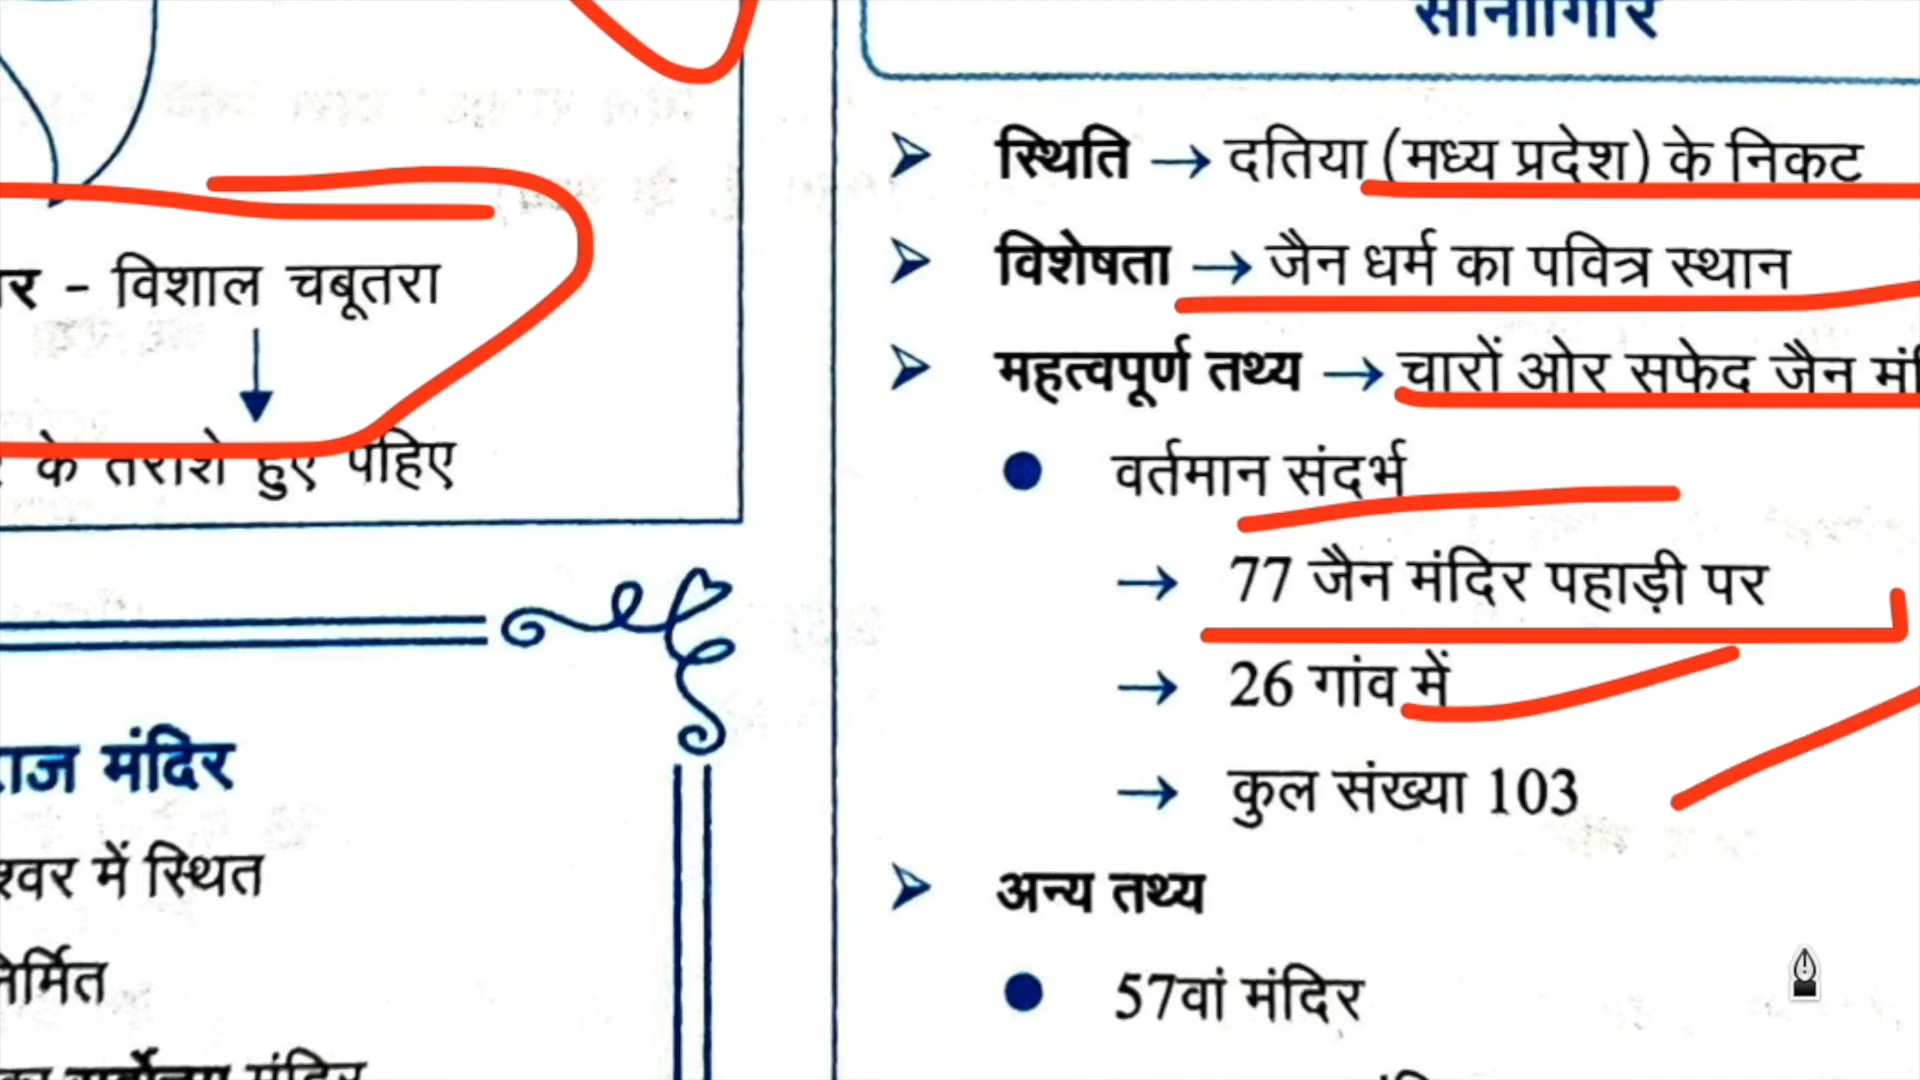 - विशाल चबूतरा
के तराशे हुए पहिए
मंदिर
में स्थित
निर्मित
सोनागिरि
स्थिति → दतिया (मध्य प्रदेश) के निकट
विशेषता → जैन धर्म का पवित्र स्थान
महत्वपूर्ण तथ्य → चारों ओर सफेद जैन
वर्तमान संदर्भ
→ 77 जैन मंदिर पहाड़ी पर
→ 26 गांव में
→ कुल संख्या 103
अन्य तथ्य
57वां मंदिर